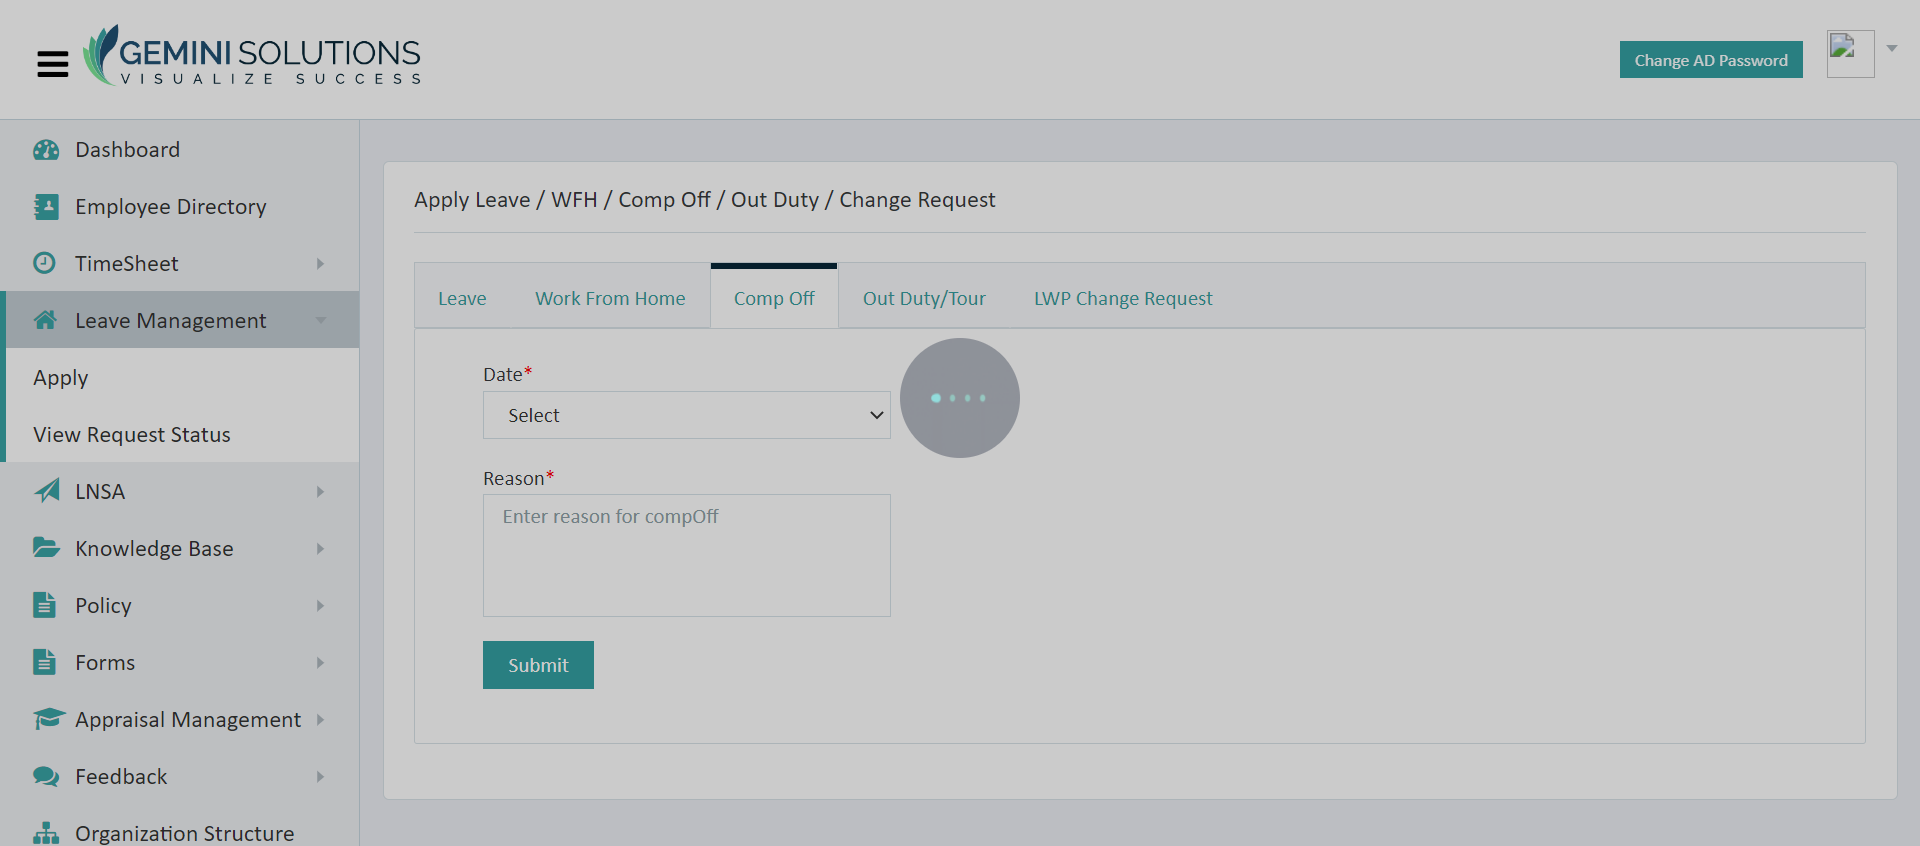 GEMINI SOLUTIONS
VISUALIZE SUCCESS
Change AD Password
Dashboard
Employee Directory
TimeSheet
Leave Management
Apply
View Request Status
LNSA
Knowledge Base
Policy
Forms
Appraisal Management
Feedback
Organization Structure
Apply Leave / WFH / Comp Off / Out Duty / Change Request
Leave Work From Home Comp Off Out Duty/Tour LWP Change Request
Date*
Select
Reason*
Enter reason for compOff
Submit